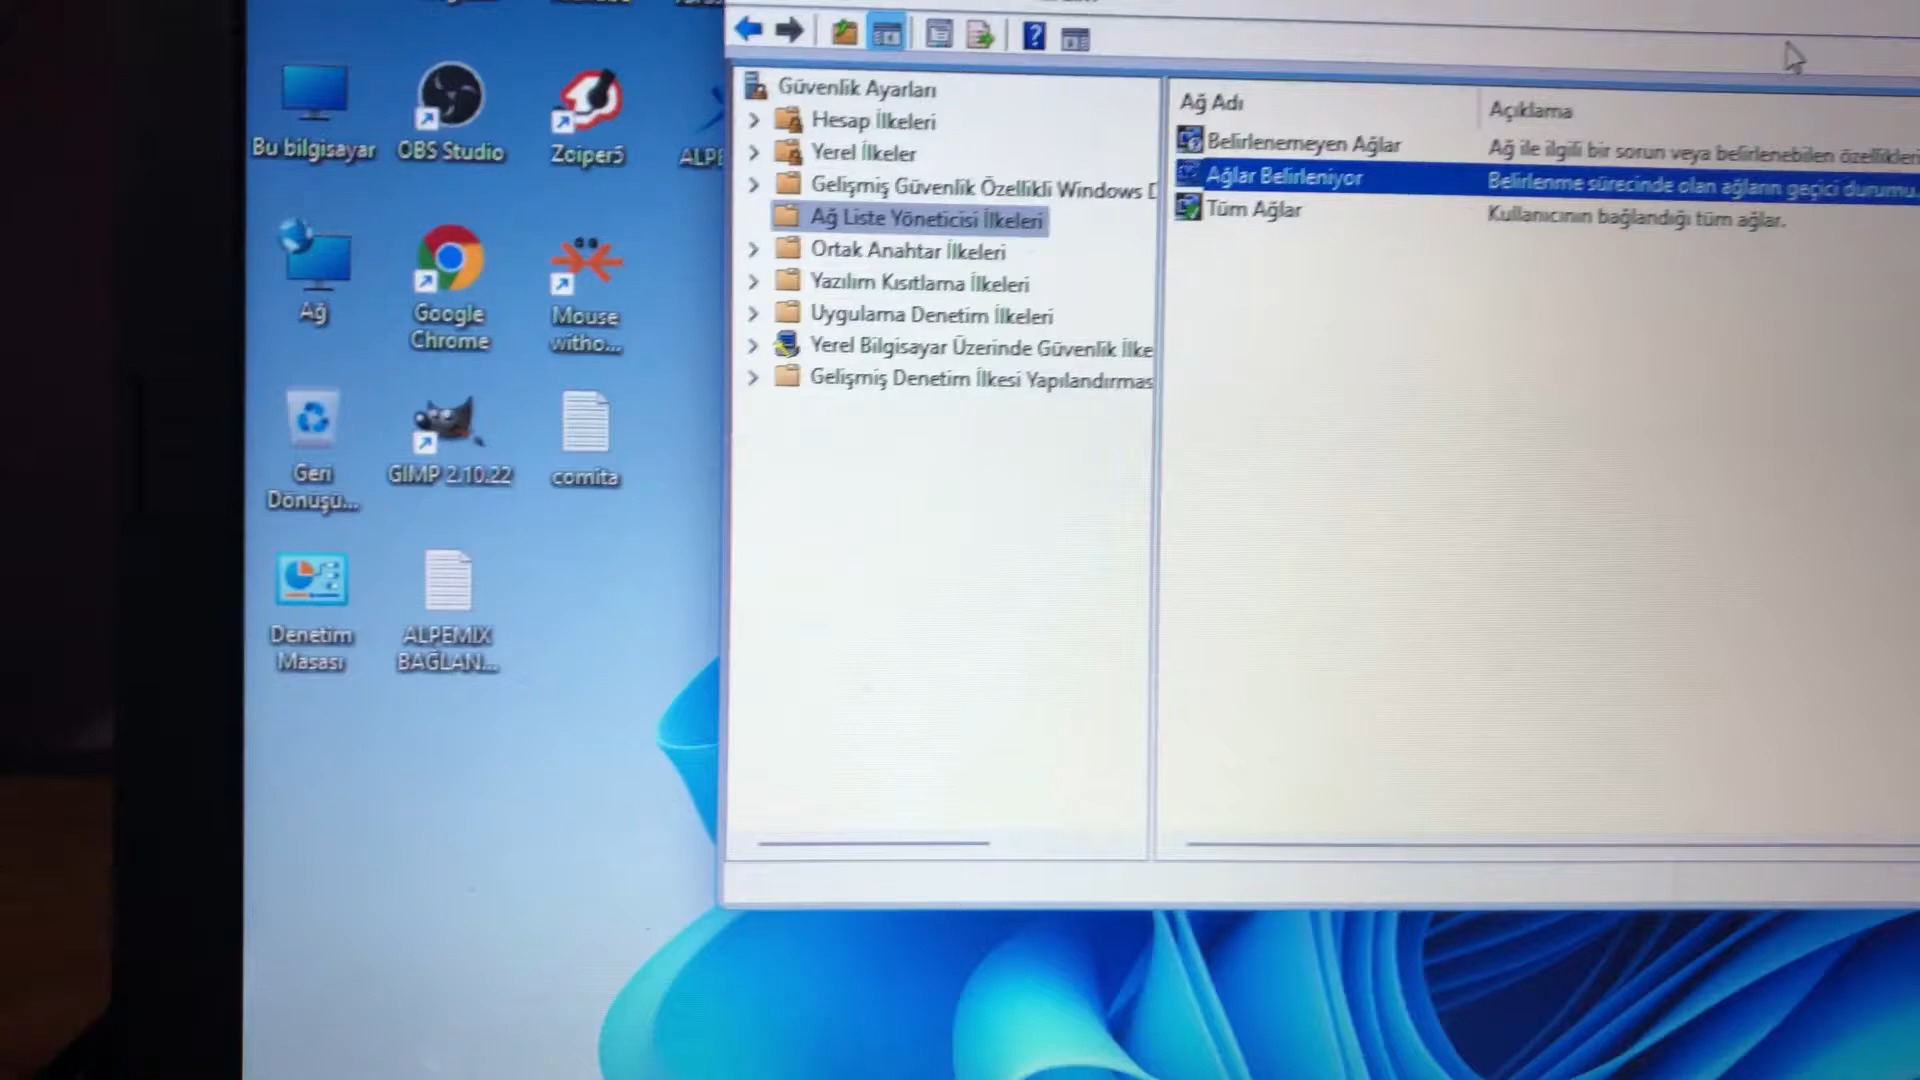 Bu bilgisayar
OBS Studio
Zoiper5
ALPE
Ağ
Google
Chrome
Mouse
witho...
Geri
Dönüşü...
GIMP 2.10.22
comita
Denetim
Masası
ALPEMIX
BAĞLAN...
Güvenlik Ayarları
Hesap İlkeleri
Yerel İlkeler
Gelişmiş Güvenlik Özellikli Windows D
Ağ Liste Yöneticisi İlkeleri
Ortak Anahtar İlkeleri
Yazılım Kısıtlama İlkeleri
Uygulama Denetim İlkeleri
Yerel Bilgisayar Üzerinde Güvenlik İlke
Gelişmiş Denetim İlkesi Yapılandırmas
Ağ Adı
Açıklama
Belirlenemeyen Ağlar
Ağ ile ilgili bir sorun veya belirlenebilen özellikleri
Ağlar Belirleniyor
Belirlenme sürecinde olan ağların geçici durumu.
Tüm Ağlar
Kullanıcının bağlandığı tüm ağlar.